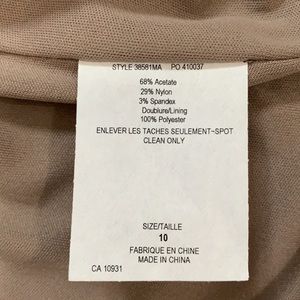 STYLE 38581MA PO 410037
68% Acetate
29% Nylon
3% Spandex
Doublure/Lining
100% Polyester
ENLEVER LES TACHES SEULEMENT-SPOT
CLEAN ONLY
SIZE/TAILLE
10
FABRIQUE EN CHINE
MADE IN CHINA
CA 10931